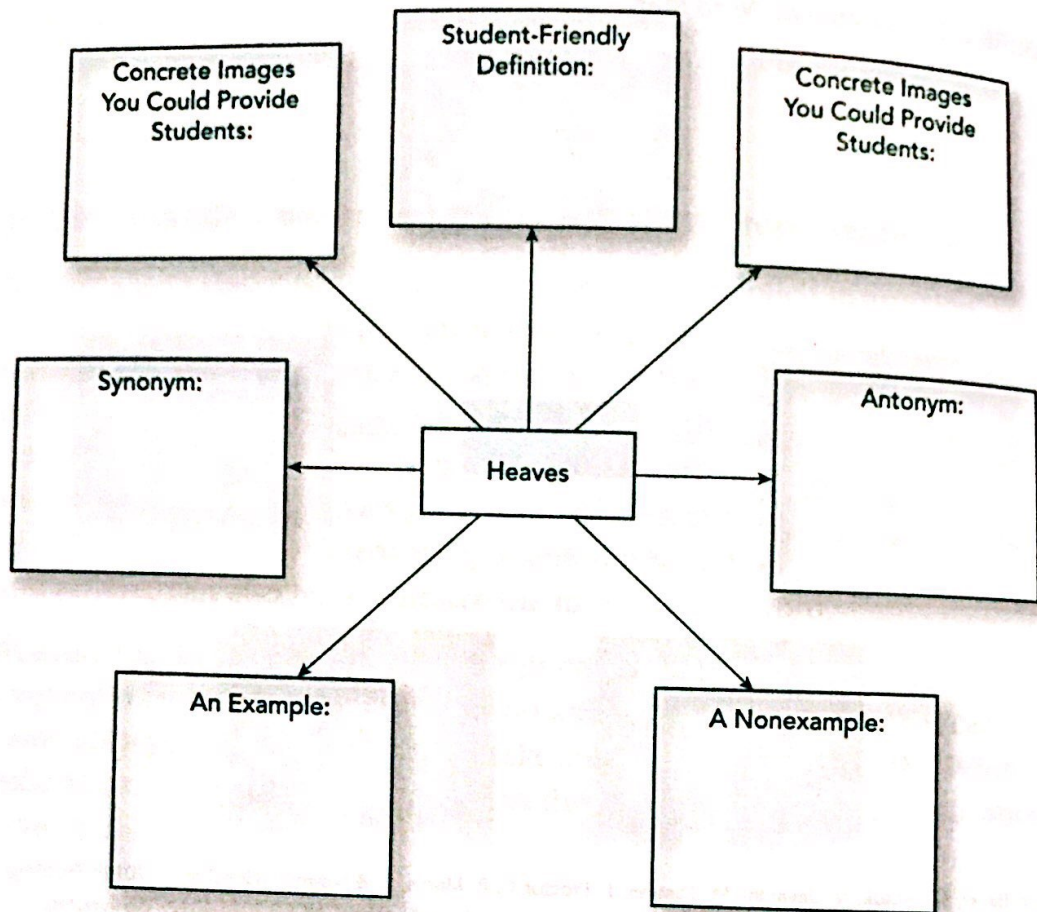 Concrete Images
You Could Provide
Students:
Student-Friendly
Definition:
Concrete Images
You Could Provide
Students:
Synonym:
Heaves
Antonym:
An Example:
A Nonexample: